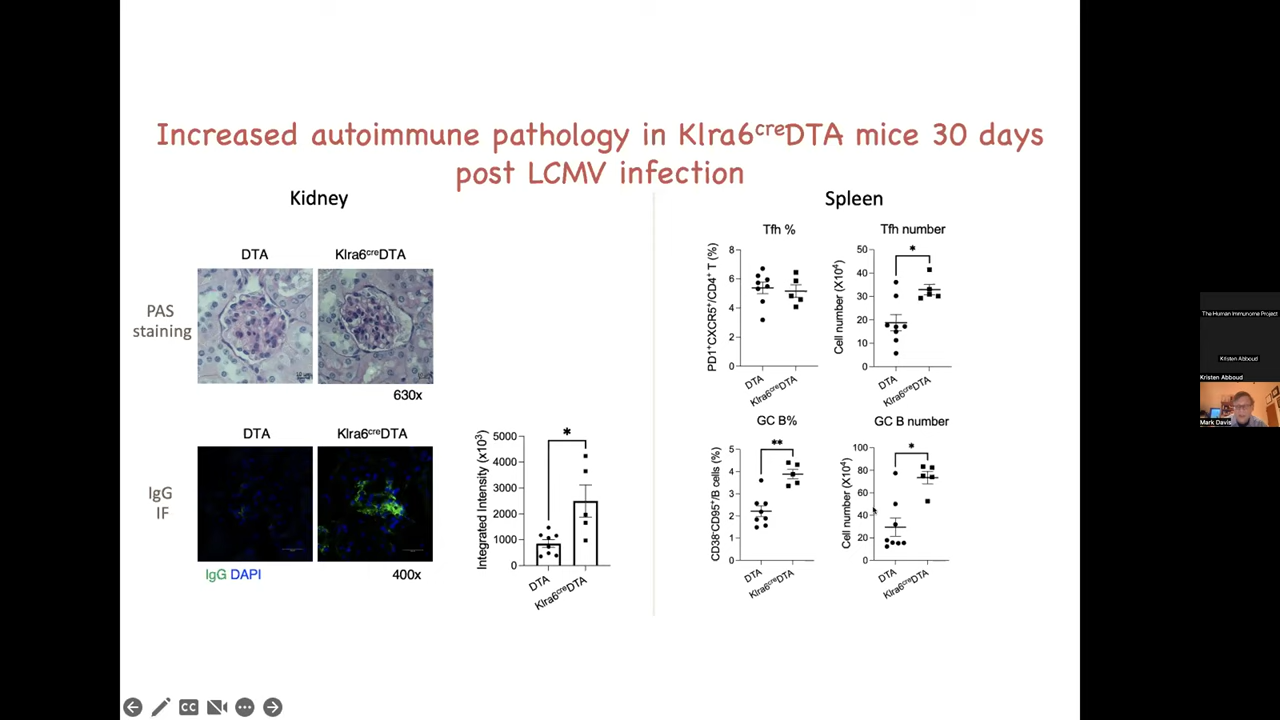 Increased autoimmune pathology in Klra6creDTA mice 30 days
post LCMV infection
Kidney
DTA
Klra6creDTA
PAS
staining
630x
DTA
Klra6creDTA
IgG
IF
IgG DAPI
400x
Integrated Intensity (x10³)
5000
4000
3000
2000
1000
0
*
DTA
Klra6creDTA
Spleen
Tfh %
PD1+CXCR5+/CD4+ T (%)
8
6
4
2
0
DTA
Klra6creDTA
Tfh number
Cell number (X10⁴)
50
40
30
20
10
0
*
DTA
Klra6creDTA
GC B%
CD38-CD95+/B cells (%)
5
4
3
2
1
0
**
DTA
Klra6creDTA
GC B number
Cell number (X10⁴)
100
80
60
40
20
0
*
DTA
Klra6creDTA
CC
The Human Immunome Project
Kristen Abboud
Kristen Abboud
Mark Davis